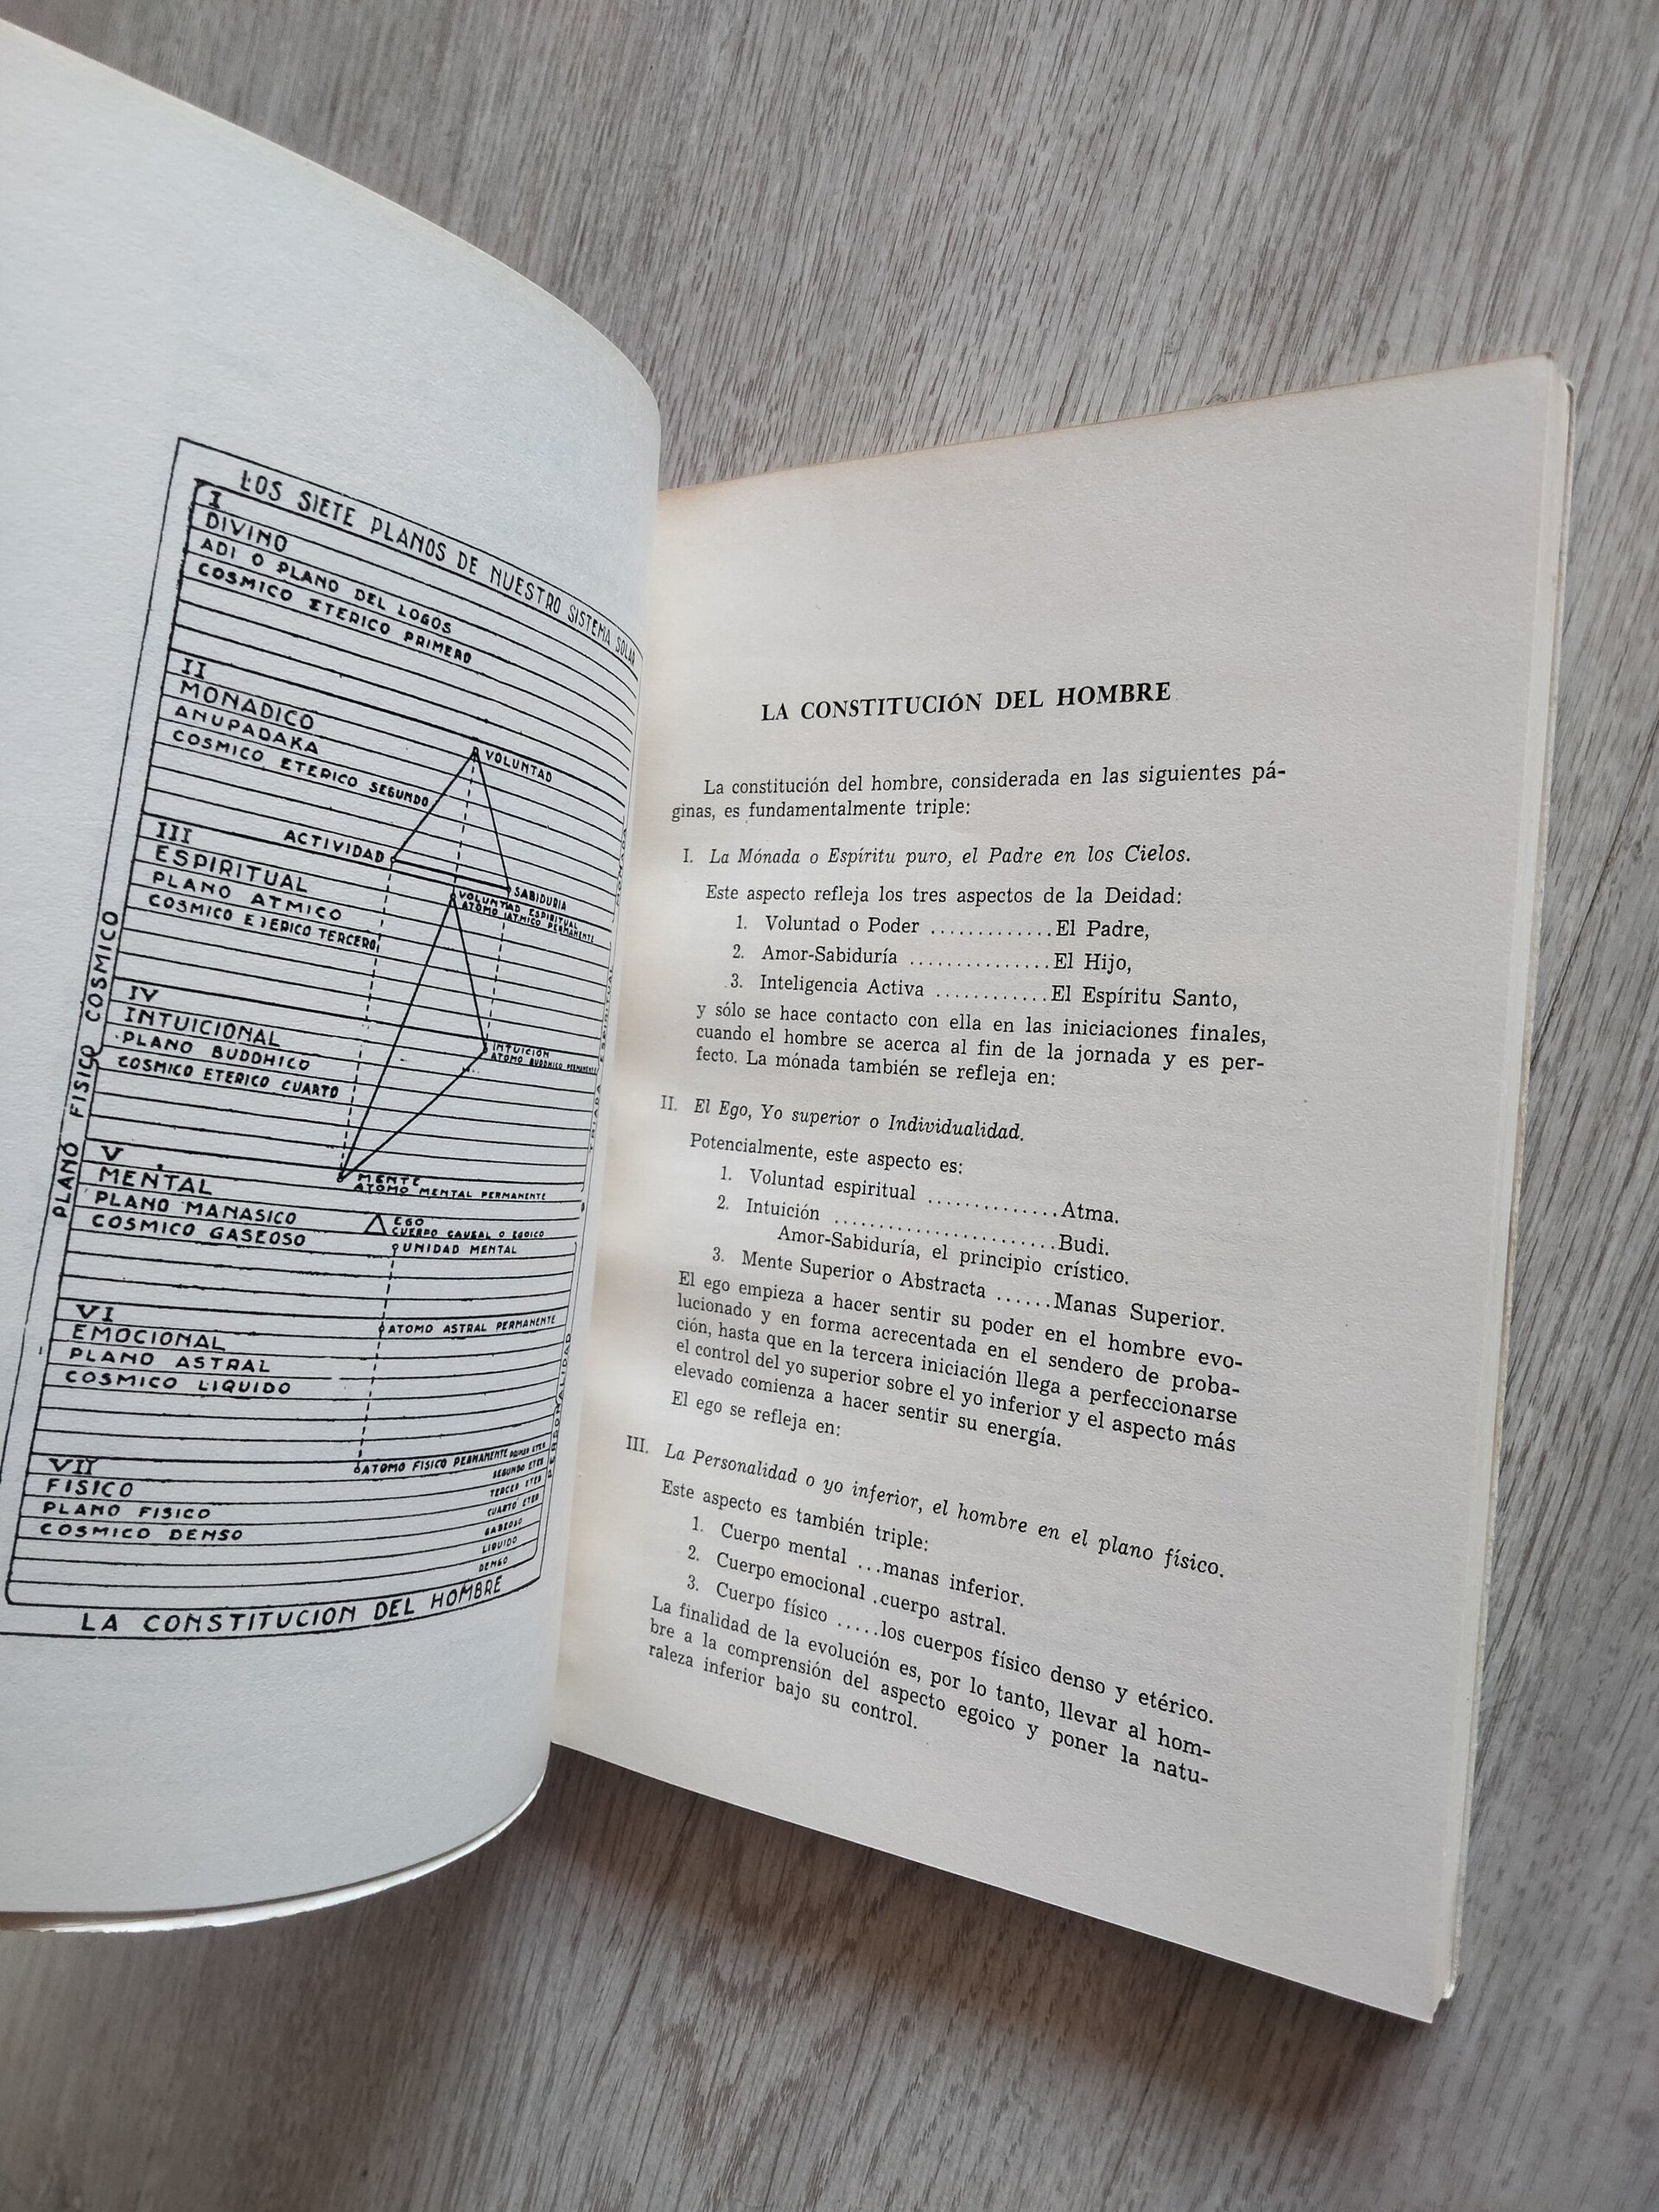 LOS SIETE PLANOS DE NUESTRO SISTEMA SOLAR
I
DIVINO
ADI O PLANO DEL LOGOS
COSMICO ETERICO PRIMERO
II
MONADICO
ANUPADAKA
COSMICO ETERICO SEGUNDO
VOLUNTAD
ACTIVIDAD
SABIDURIA
III
ESPIRITUAL
PLANO ATMICO
COSMICO ETERICO TERCERO
VOLUNTAD ESPIRITUAL
ATOMO ATMICO PERMANENTE
IV
INTUICIONAL
PLANO BUDDHICO
COSMICO ETERICO CUARTO
INTUICIÓN
ATOMO BUDDHICO PERMANENTE
V
MENTAL
PLANO MANASICO
COSMICO GASEOSO
MENTE
ATOMO MENTAL PERMANENTE
EGO
CUERPO CAUSAL O EGOICO
UNIDAD MENTAL
VI
EMOCIONAL
PLANO ASTRAL
COSMICO LIQUIDO
ATOMO ASTRAL PERMANENTE
VII
FISICO
PLANO FISICO
COSMICO DENSO
ATOMO FISICO PERMANENTE PRIMER ETER
SEGUNDO ETER
TERCER ETER
CUARTO ETER
GASEOSO
LIQUIDO
DENSO
PLANO FISICO COSMICO
PERSONALIDAD
LA CONSTITUCION DEL HOMBRE
LA CONSTITUCIÓN DEL HOMBRE
La constitución del hombre, considerada en las siguientes pá-
ginas, es fundamentalmente triple:
I. La Mónada o Espíritu puro, el Padre en los Cielos.
Este aspecto refleja los tres aspectos de la Deidad:
1. Voluntad o Poder .............El Padre,
2. Amor-Sabiduría ...............El Hijo,
3. Inteligencia Activa ............El Espíritu Santo,
y sólo se hace contacto con ella en las iniciaciones finales,
cuando el hombre se acerca al fin de la jornada y es per-
fecto. La mónada también se refleja en:
II. El Ego, Yo superior o Individualidad.
Potencialmente, este aspecto es:
1. Voluntad espiritual .............Atma.
2. Intuición .......................Budi.
Amor-Sabiduría, el principio crístico.
3. Mente Superior o Abstracta ......Manas Superior.
El ego empieza a hacer sentir su poder en el hombre evo-
lucionado y en forma acrecentada en el sendero de proba-
ción, hasta que en la tercera iniciación llega a perfeccionarse
el control del yo superior sobre el yo inferior y el aspecto más
elevado comienza a hacer sentir su energía.
El ego se refleja en:
III. La Personalidad o yo inferior, el hombre en el plano físico.
Este aspecto es también triple:
1. Cuerpo mental ...manas inferior.
2. Cuerpo emocional .cuerpo astral.
3. Cuerpo físico .....los cuerpos físico denso y etérico.
La finalidad de la evolución es, por lo tanto, llevar al hom-
bre a la comprensión del aspecto egoico y poner la natu-
raleza inferior bajo su control.